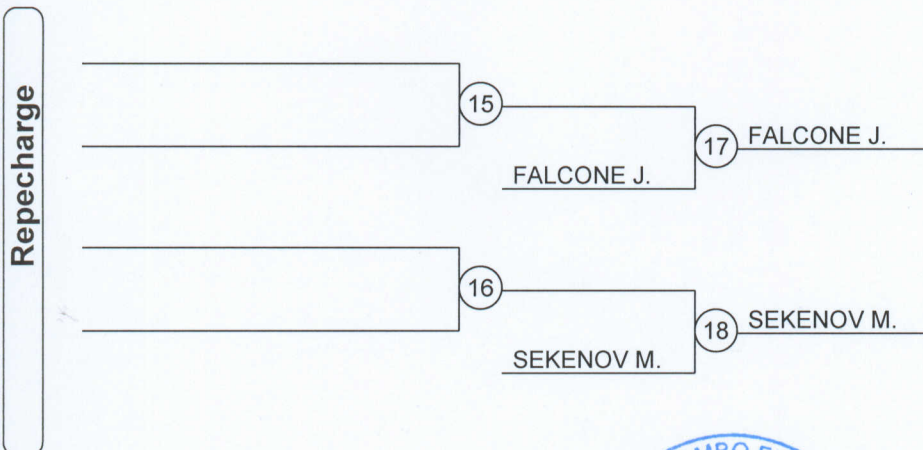 Repecharge
15
FALCONE J.
17 FALCONE J.
16
SEKENOV M.
18 SEKENOV M.